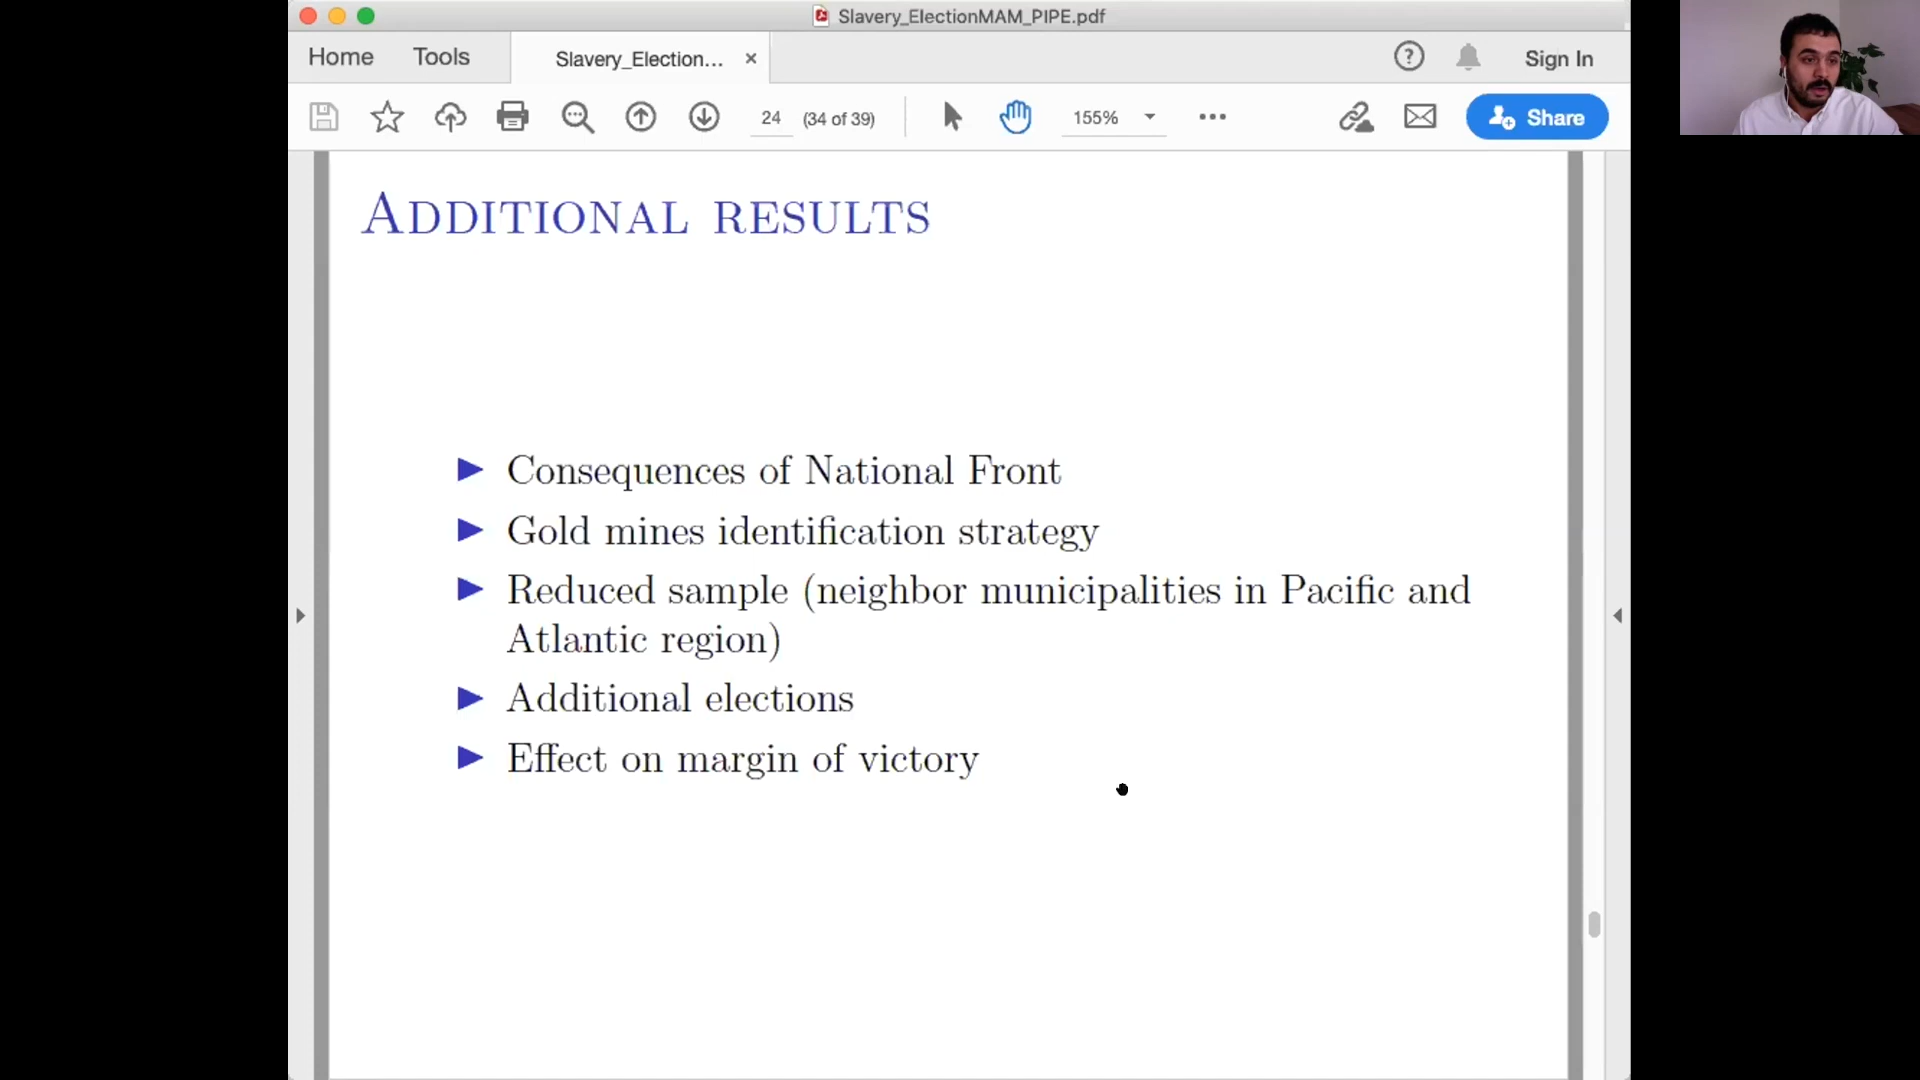 Slavery_ElectionMAM_PIPE.pdf
Home Tools Slavery_Election... × ? Sign In
24 (34 of 39) 155% Share
ADDITIONAL RESULTS
▶ Consequences of National Front
▶ Gold mines identification strategy
▶ Reduced sample (neighbor municipalities in Pacific and
Atlantic region)
▶ Additional elections
▶ Effect on margin of victory